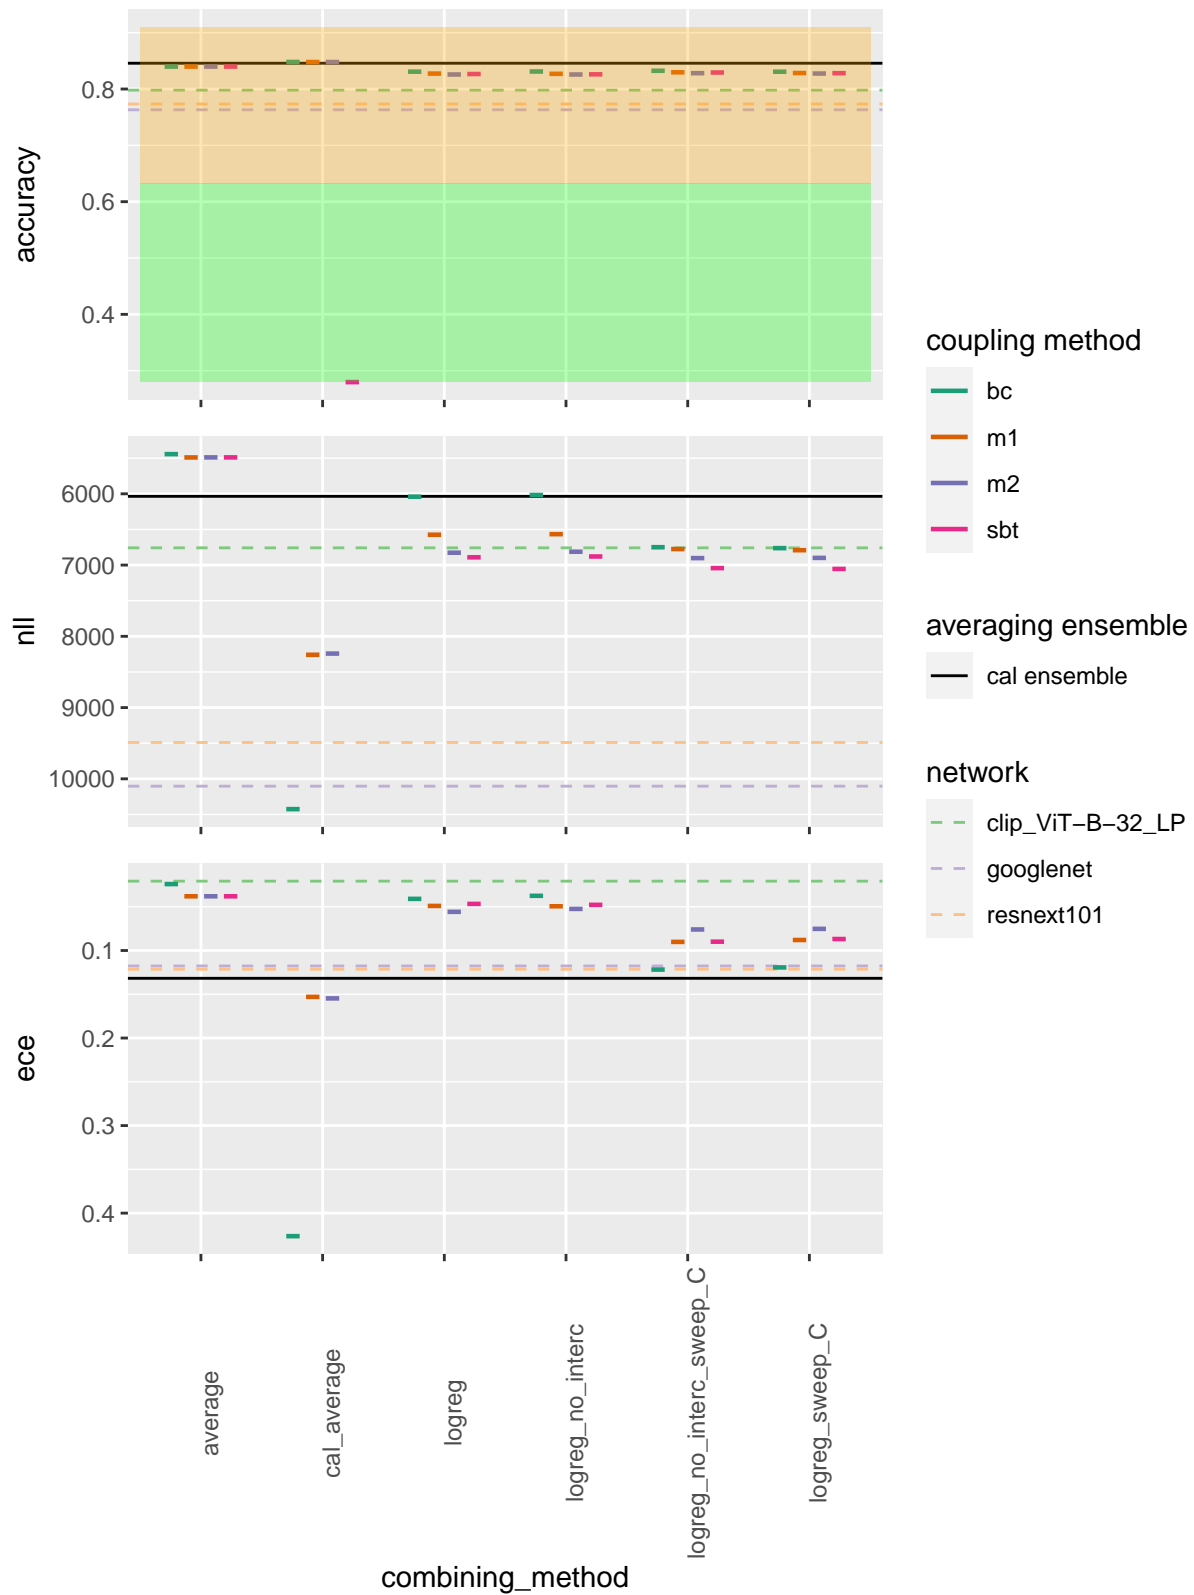 accuracy
0.8
0.6
0.4
nll
6000
7000
8000
9000
10000
ece
0.1
0.2
0.3
0.4
average
cal_average
logreg
logreg_no_interc
logreg_no_interc_sweep_C
logreg_sweep_C
combining_method
coupling method
bc
m1
m2
sbt
averaging ensemble
cal ensemble
network
clip_ViT−B−32_LP
googlenet
resnext101